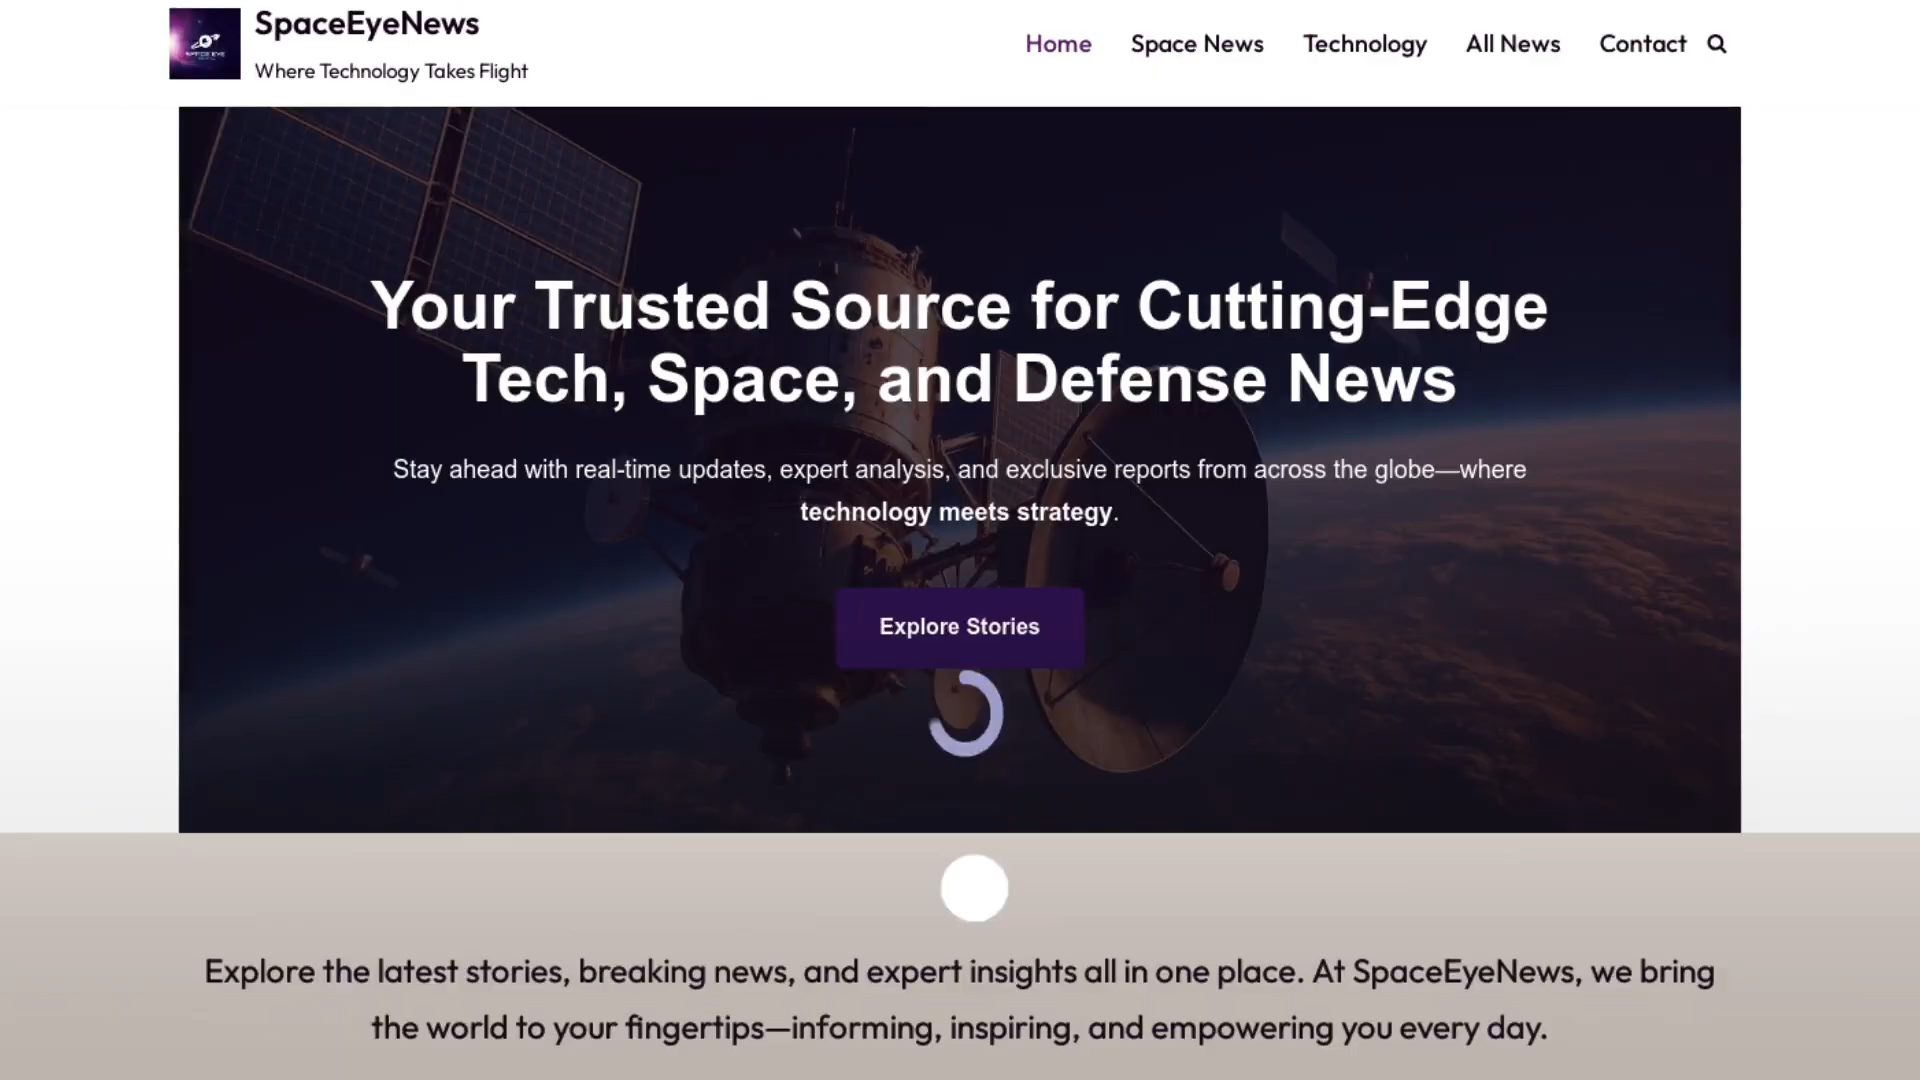 SpaceEyeNews
Where Technology Takes Flight
Home
Space News
Technology
All News
Contact
Your Trusted Source for Cutting-Edge
Tech, Space, and Defense News
Stay ahead with real-time updates, expert analysis, and exclusive reports from across the globe—where
technology meets strategy.
Explore Stories
Explore the latest stories, breaking news, and expert insights all in one place. At SpaceEyeNews, we bring
the world to your fingertips—informing, inspiring, and empowering you every day.